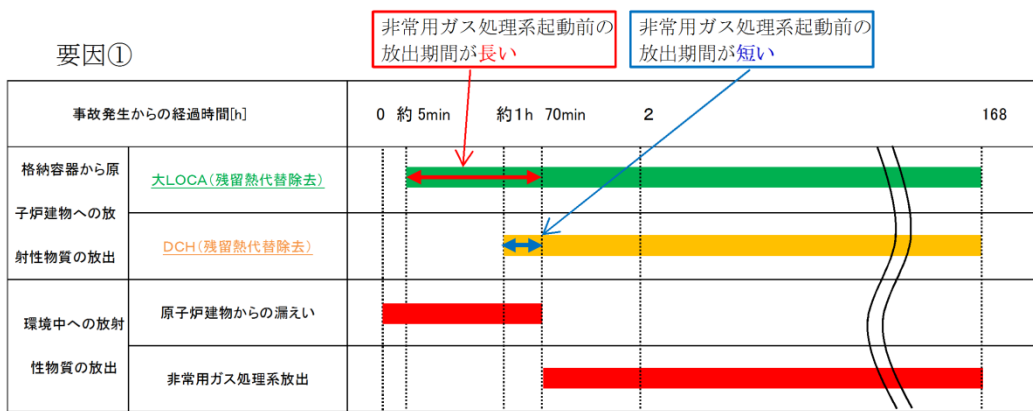 要因①
非常用ガス処理系起動前の
放出期間が長い
非常用ガス処理系起動前の
放出期間が短い
事故発生からの経過時間[h]
0 約5min 約1h 70min 2 168
格納容器から原
子炉建物への放
射性物質の放出
大LOCA(残留熱代替除去)
DCH(残留熱代替除去)
環境中への放射
性物質の放出
原子炉建物からの漏えい
非常用ガス処理系放出